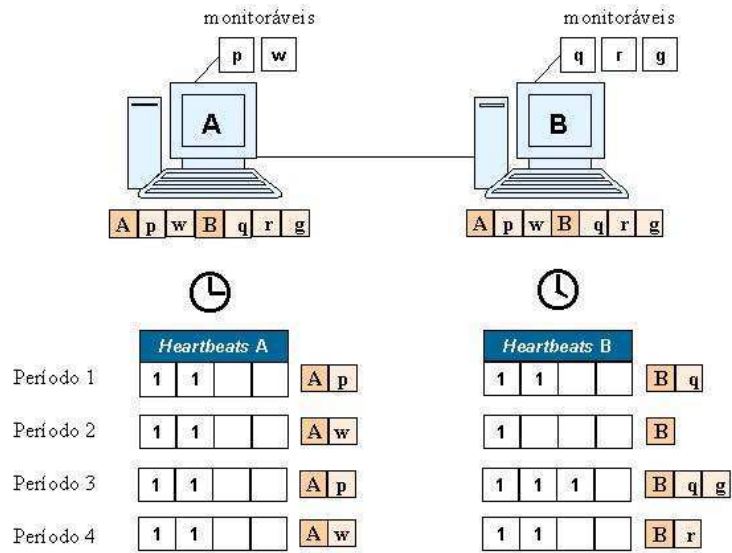 monitoráveis
monitoráveis
p w
q r g
A
B
A p w B q r g
A p w B q r g
Heartbeats A
Heartbeats B
Período 1 1 1 A p 1 1 B q
Período 2 1 1 A w 1 B
Período 3 1 1 A p 1 1 1 B q g
Período 4 1 1 A w 1 1 B r